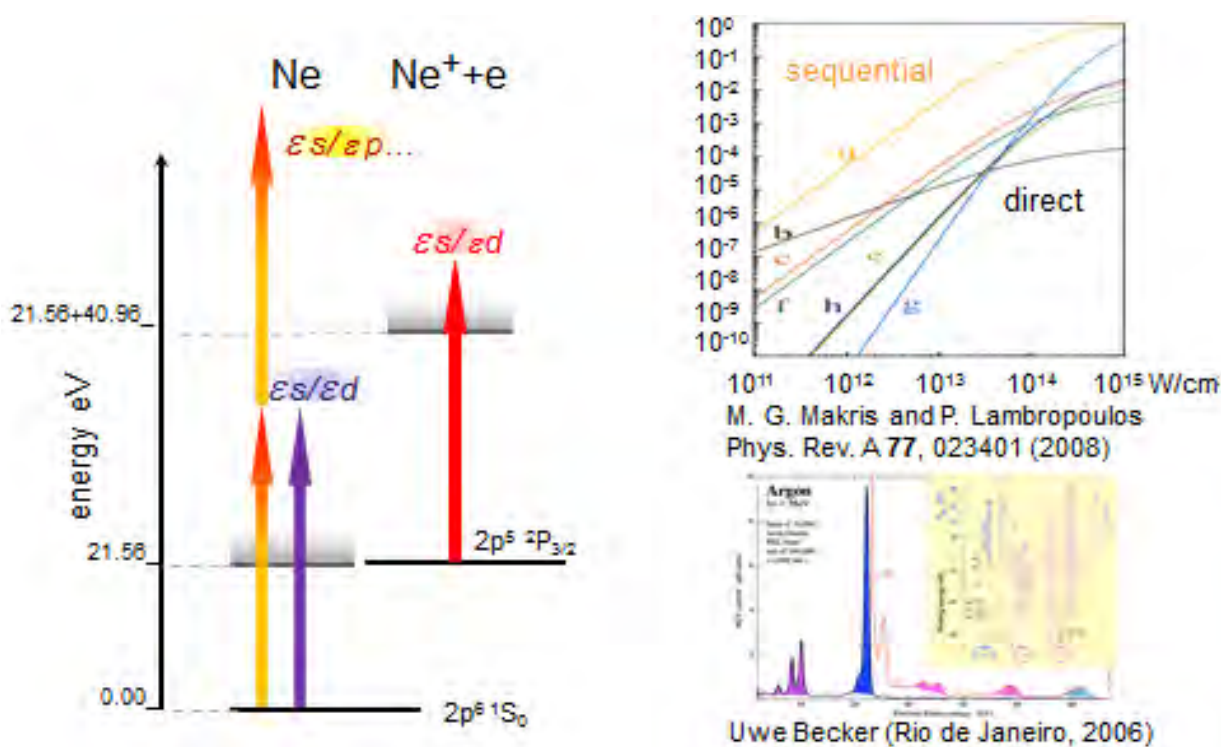 Ne
Ne⁺+e
εs/εp...
εs/εd
21.56+40.96
εs/εd
energy eV
21.56
2p⁵ ²P₃/₂
0.00
2p⁶ ¹S₀
10⁰
10⁻¹
10⁻²
10⁻³
10⁻⁴
10⁻⁵
10⁻⁶
10⁻⁷
10⁻⁸
10⁻⁹
10⁻¹⁰
sequential
direct
b
c
f
h
g
10¹¹ 10¹² 10¹³ 10¹⁴ 10¹⁵ W/cm
M. G. Makris and P. Lambropoulos
Phys. Rev. A 77, 023401 (2008)
Argon
Uwe Becker (Rio de Janeiro, 2006)